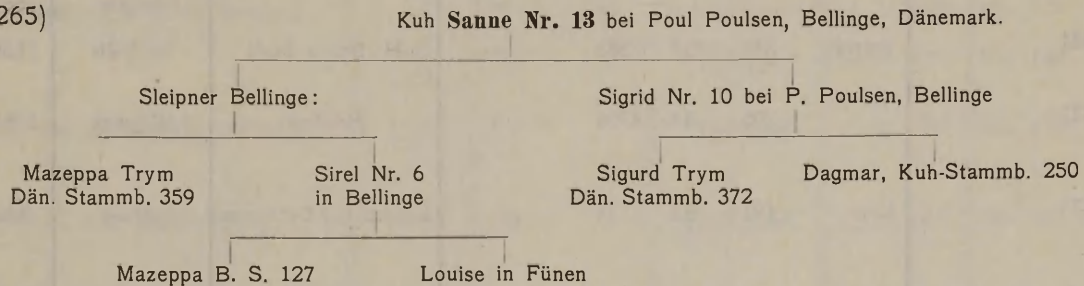 265)
Kuh Sanne Nr. 13 bei Poul Poulsen, Bellinge, Dänemark.
Sleipner Bellinge:
Sigrid Nr. 10 bei P. Poulsen, Bellinge
Mazeppa Trym
Dän. Stammb. 359
Sirel Nr. 6
in Bellinge
Sigurd Trym
Dän. Stammb. 372
Dagmar, Kuh-Stammb. 250
Mazeppa B. S. 127
Louise in Fünen